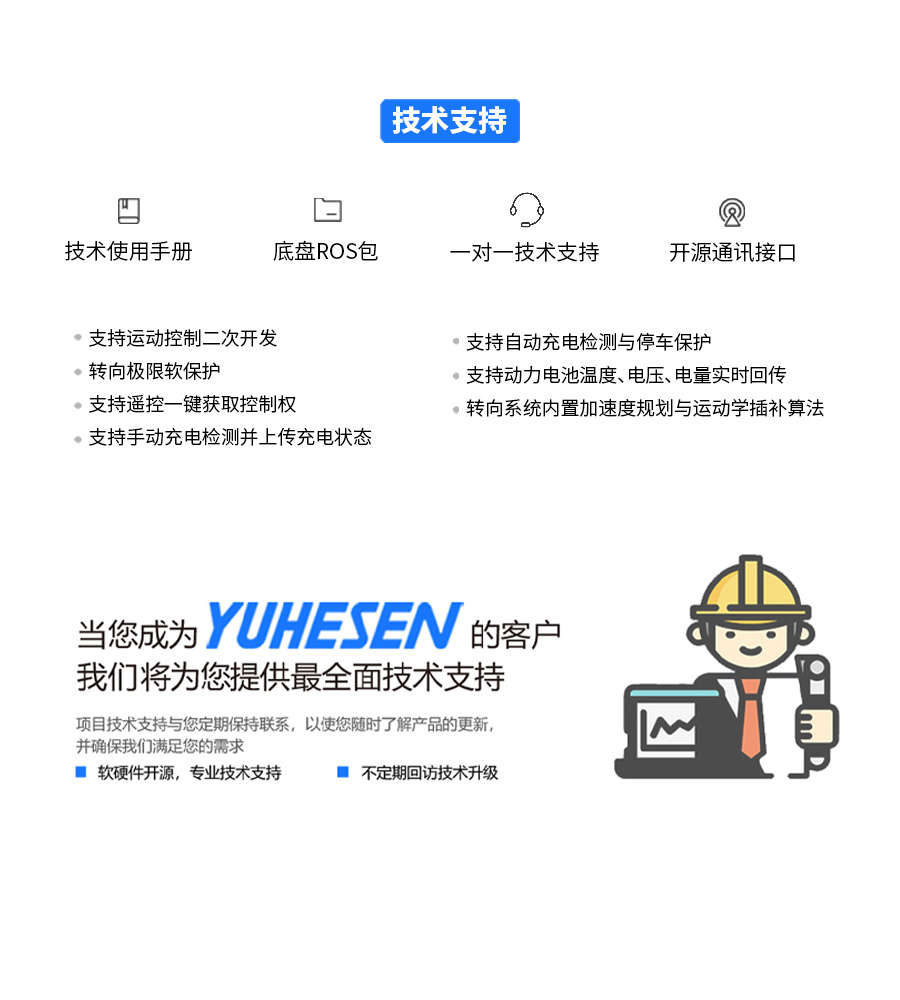 技术支持
技术使用手册
底盘ROS包
一对一技术支持
开源通讯接口
支持运动控制二次开发
转向极限软保护
支持遥控一键获取控制权
支持手动充电检测并上传充电状态
支持自动充电检测与停车保护
支持动力电池温度、电压、电量实时回传
转向系统内置加速度规划与运动学插补算法
当您成为 YUHESEN 的客户
我们将为您提供最全面技术支持
项目技术支持与您定期保持联系，以使您随时了解产品的更新，
并确保我们满足您的需求
软硬件开源，专业技术支持
不定期回访技术升级